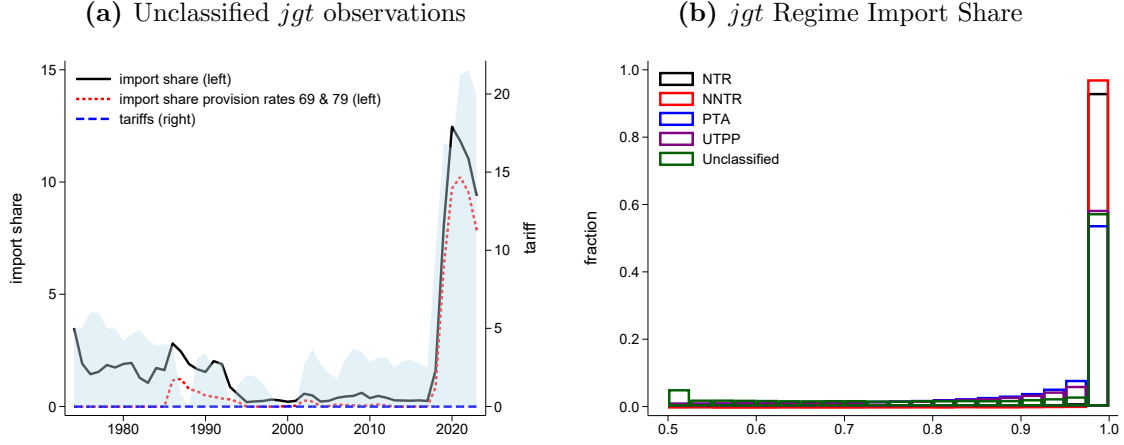 (a) Unclassified jgt observations
15
10
5
0
import share
import share (left)
import share provision rates 69 & 79 (left)
tariffs (right)
20
15
10
5
0
tariff
1980 1990 2000 2010 2020
(b) jgt Regime Import Share
1.0
0.8
0.6
0.4
0.2
0.0
fraction
NTR
NNTR
PTA
UTPP
Unclassified
0.5 0.6 0.7 0.8 0.9 1.0